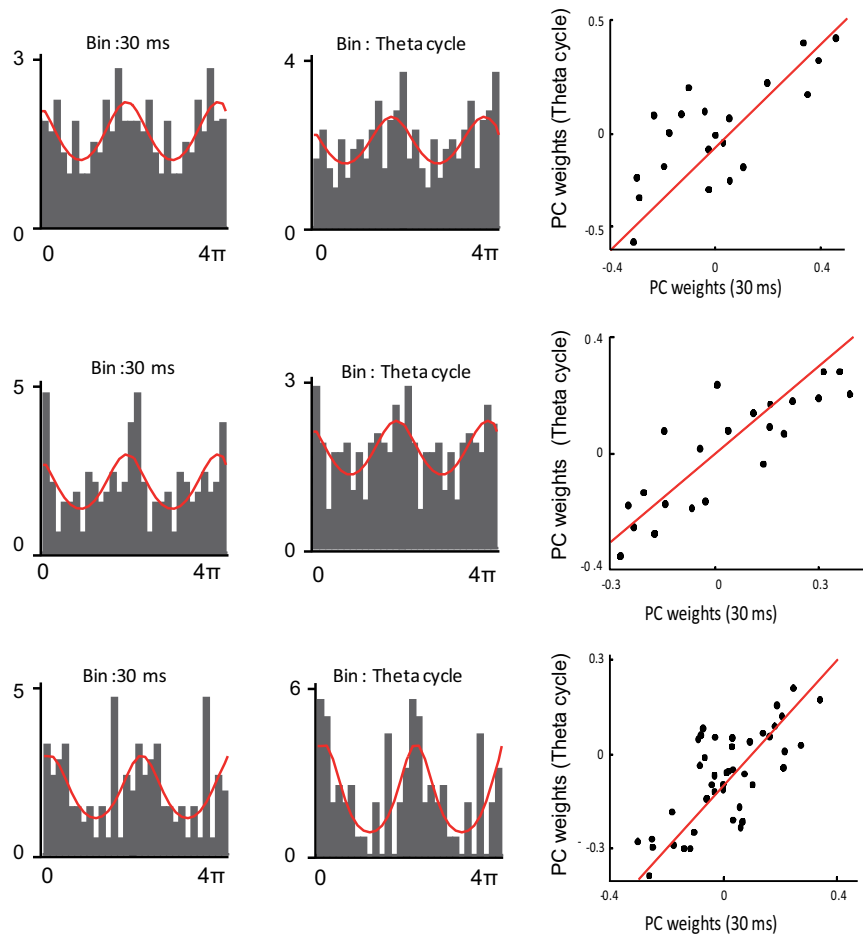 Bin :30 ms
3
0
0 4π
Bin : Theta cycle
4
2
0
0 4π
PC weights (Theta cycle)
0.5
0
-0.5
-0.4 0 0.4
PC weights (30 ms)
Bin :30 ms
5
0
0 4π
Bin : Theta cycle
3
0
0 4π
PC weights (Theta cycle)
0.4
0
-0.4
-0.3 0 0.3
PC weights (30 ms)
Bin :30 ms
5
0
0 4π
Bin : Theta cycle
6
0
0 4π
PC weights (Theta cycle)
0.3
0
-0.3
-0.4 0 0.4
PC weights (30 ms)